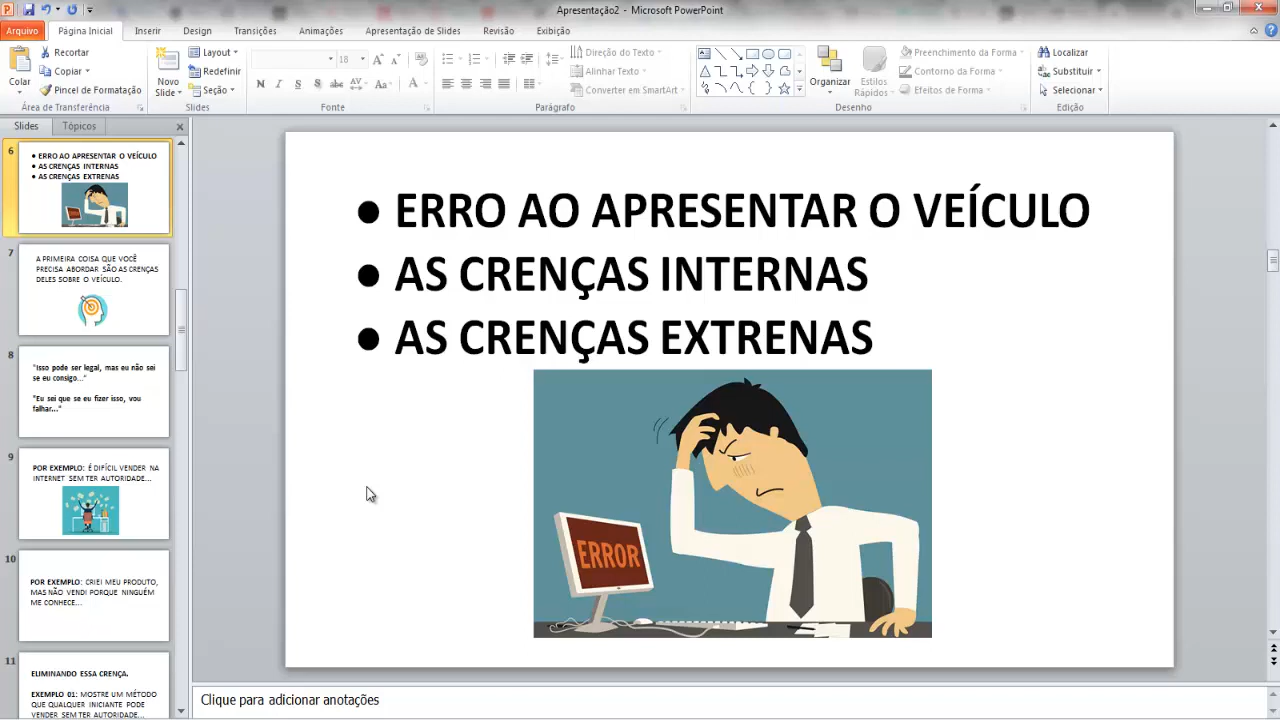 Apresentação2 - Microsoft PowerPoint
Arquivo Página Inicial Inserir Design Transições Animações Apresentação de Slides Revisão Exibição
Colar
Recortar
Copiar
Pincel de Formatação
Área de Transferência
Novo
Slide
Layout
Redefinir
Seção
Slides
18
Fonte
Direção do Texto
Alinhar Texto
Converter em SmartArt
Parágrafo
Organizar
Estilos
Rápidos
Preenchimento da Forma
Contorno da Forma
Efeitos de Forma
Desenho
Localizar
Substituir
Selecionar
Edição
Slides Tópicos
6
● ERRO AO APRESENTAR O VEÍCULO
● AS CRENÇAS INTERNAS
● AS CRENÇAS EXTRENAS
7
A PRIMEIRA COISA QUE VOCÊ
PRECISA ABORDAR SÃO AS CRENÇAS
DELES SOBRE O VEÍCULO.
8
"Isso pode ser legal, mas eu não sei
se eu consigo..."
"Eu sei que se eu fizer isso, vou
falhar..."
9
POR EXEMPLO: É DIFÍCIL VENDER NA
INTERNET SEM TER AUTORIDADE...
10
POR EXEMPLO: CRIEI MEU PRODUTO,
MAS NÃO VENDI PORQUE NINGUÉM
ME CONHECE...
11
ELIMINANDO ESSA CRENÇA.
EXEMPLO 01: MOSTRE UM MÉTODO
QUE QUALQUER INICIANTE PODE
VENDER SEM TER AUTORIDADE...
● ERRO AO APRESENTAR O VEÍCULO
● AS CRENÇAS INTERNAS
● AS CRENÇAS EXTRENAS
ERROR
Clique para adicionar anotações